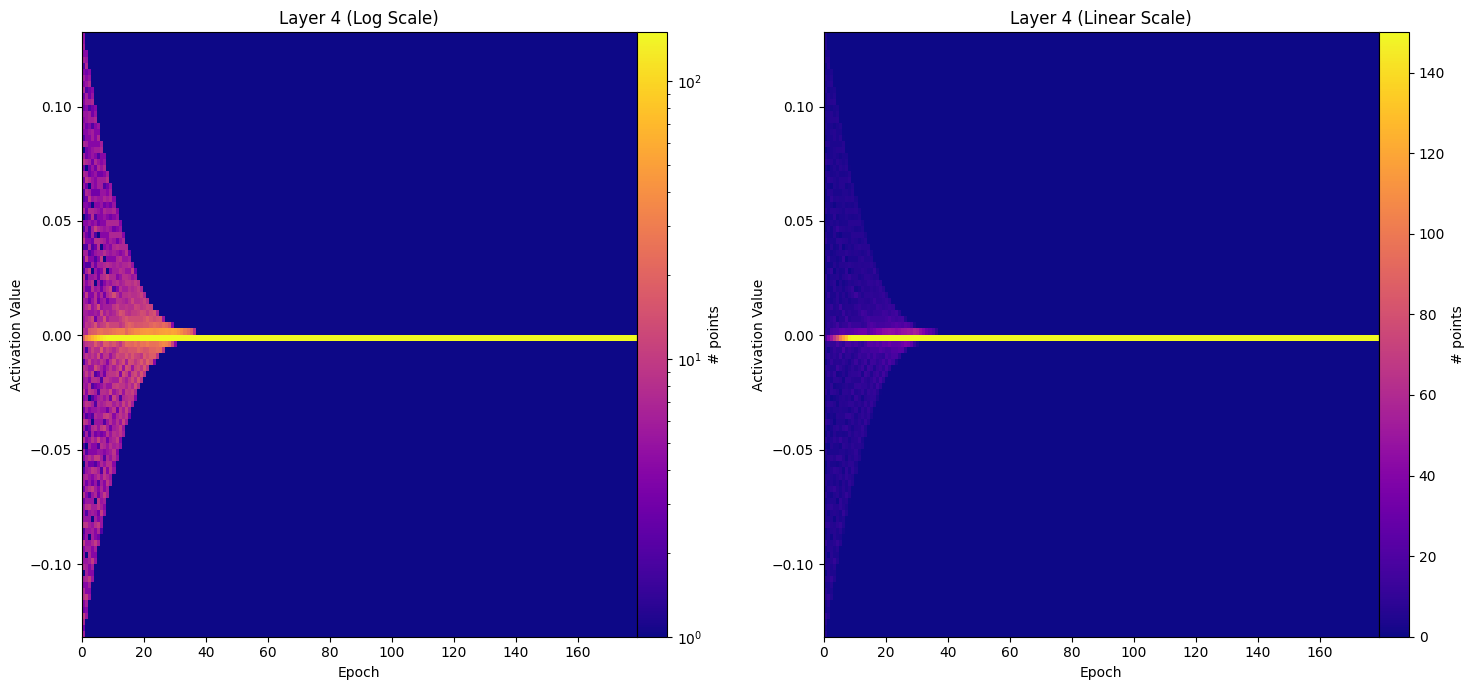 Layer 4 (Log Scale)
Activation Value
0.10
0.05
0.00
−0.05
−0.10
0 20 40 60 80 100 120 140 160
Epoch
10²
10¹
10⁰
# points
Layer 4 (Linear Scale)
Activation Value
0.10
0.05
0.00
−0.05
−0.10
0 20 40 60 80 100 120 140 160
Epoch
140
120
100
80
60
40
20
0
# points